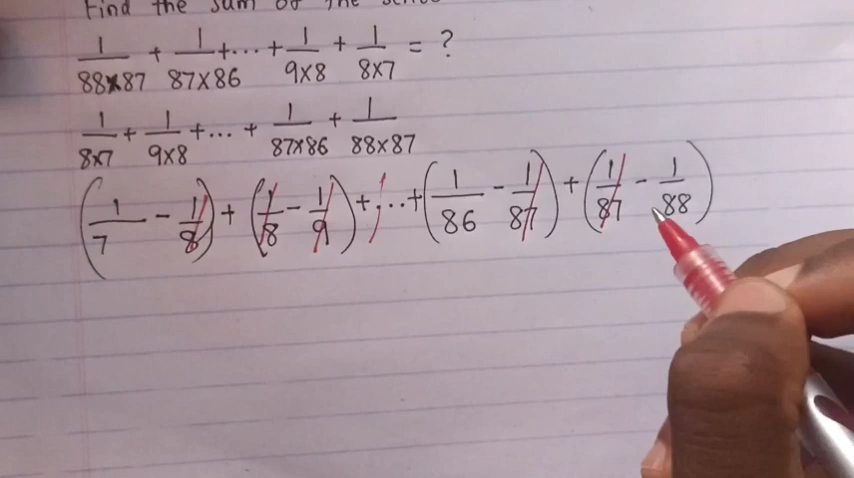 Find the sum of the series
1/88×87 + 1/87×86 +...+ 1/9×8 + 1/8×7 = ?
1/8×7 + 1/9×8 +...+ 1/87×86 + 1/88×87
(1/7 - 1/8) + (1/8 - 1/9) +...+ (1/86 - 1/87) + (1/87 - 1/88)